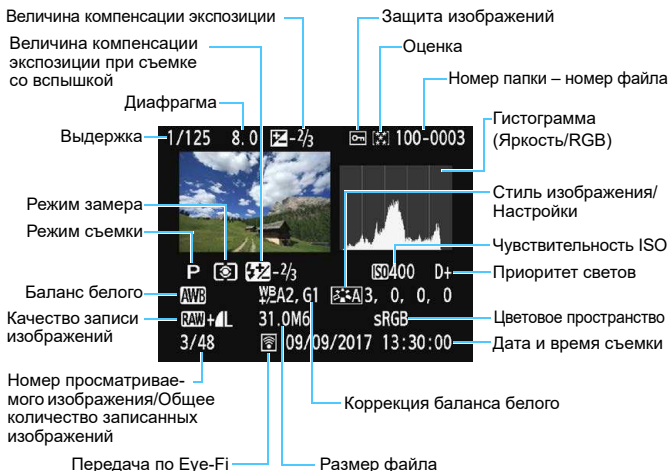 Величина компенсации экспозиции
Защита изображений
Величина компенсации
экспозиции при съемке
со вспышкой
Оценка
Номер папки – номер файла
Диафрагма
Гистограмма
(Яркость/RGB)
Выдержка
1/125 8.0 -2/3 100-0003
Стиль изображения/
Настройки
Режим замера
Режим съемки
Чувствительность ISO
P -2/3 ISO400 D+
Приоритет светов
Баланс белого
AWB WB+/-A2, G1 A3, 0, 0, 0
Качество записи
изображений
RAW+L 31.0M6 sRGB
Цветовое пространство
3/48 09/09/2017 13:30:00
Дата и время съемки
Номер просматривае-
мого изображения/Общее
количество записанных
изображений
Коррекция баланса белого
Передача по Eye-Fi
Размер файла